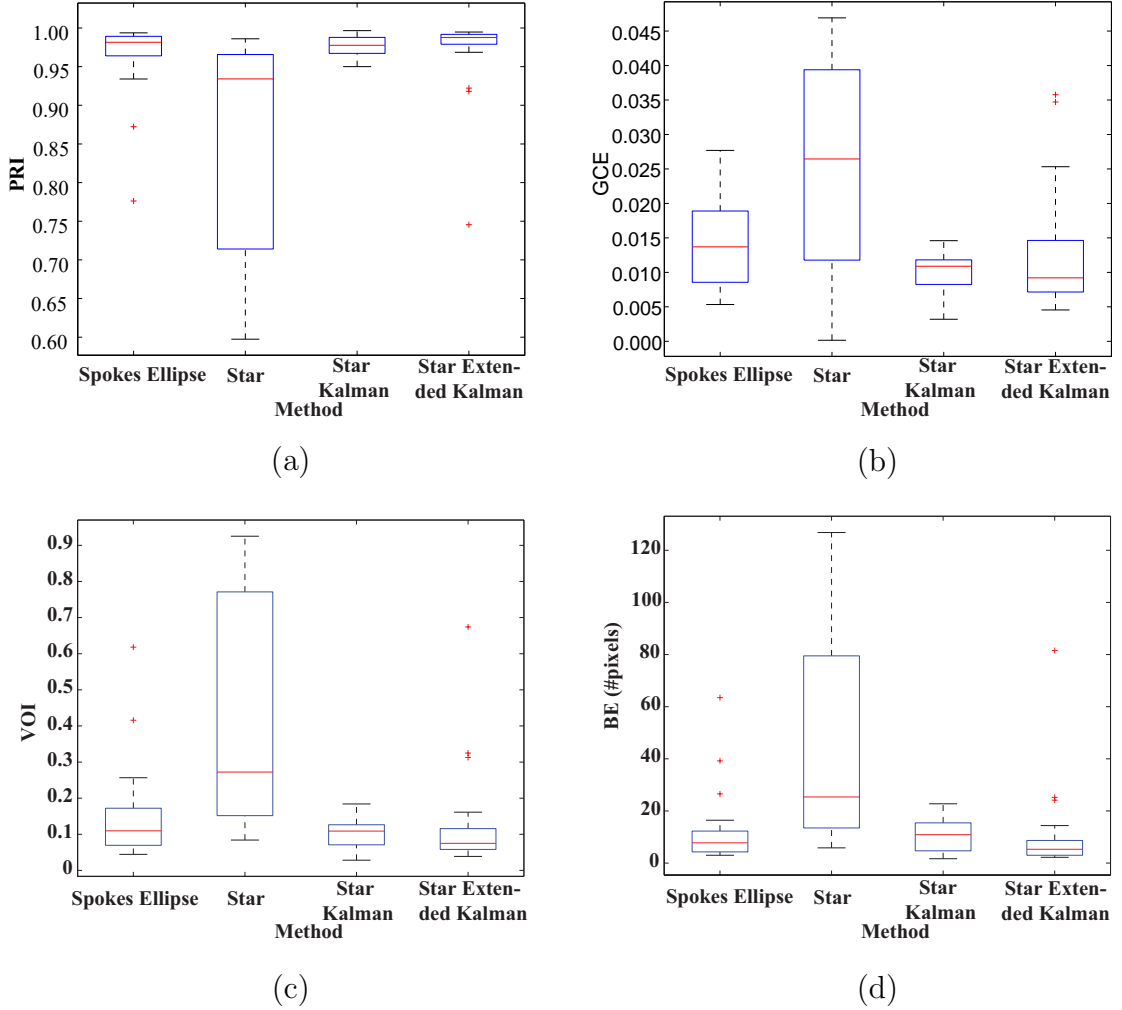 1.00
0.95
0.90
0.85
0.80
0.75
0.70
0.65
0.60
PRI
Spokes Ellipse
Star
Star
Kalman
Star Exten-
ded Kalman
Method
(a)
0.045
0.040
0.035
0.030
0.025
0.020
0.015
0.010
0.005
0.000
GCE
Spokes Ellipse
Star
Star
Kalman
Star Exten-
ded Kalman
Method
(b)
0.9
0.8
0.7
0.6
0.5
0.4
0.3
0.2
0.1
0
VOI
Spokes Ellipse
Star
Star
Kalman
Star Exten-
ded Kalman
Method
(c)
120
100
80
60
40
20
0
BE (#pixels)
Spokes Ellipse
Star
Star
Kalman
Star Exten-
ded Kalman
Method
(d)